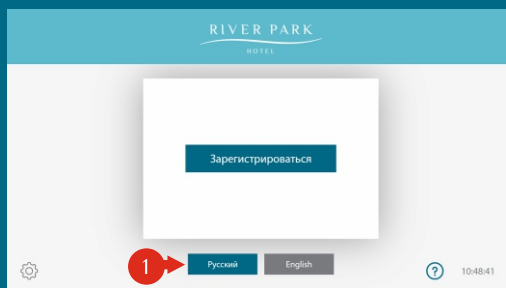 RIVER PARK
HOTEL
Зарегистрироваться
1
Русский
English
?
10:48:41